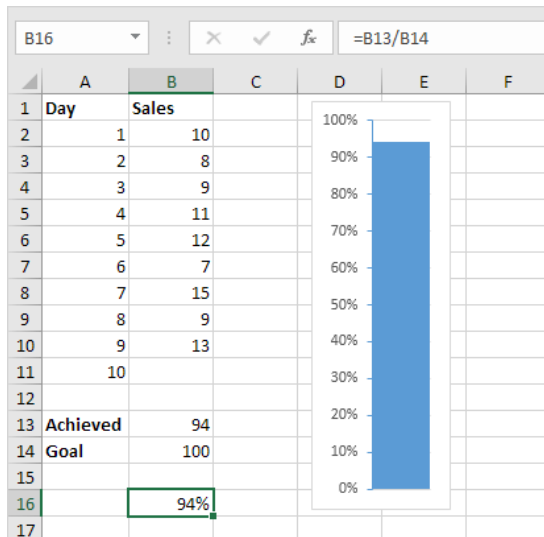 B16 fx =B13/B14
A B C D E F
1 Day Sales
2 1 10
3 2 8
4 3 9
5 4 11
6 5 12
7 6 7
8 7 15
9 8 9
10 9 13
11 10
12
13 Achieved 94
14 Goal 100
15
16 94%
17
100%
90%
80%
70%
60%
50%
40%
30%
20%
10%
0%